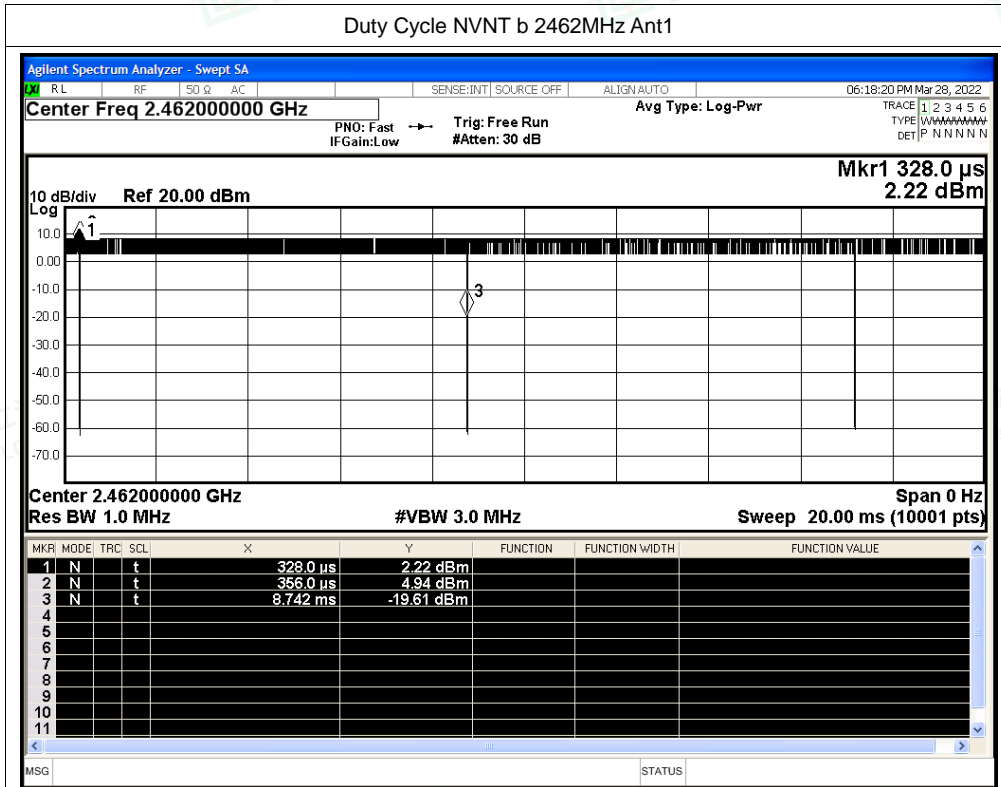 Duty Cycle NVNT b 2462MHz Ant1
Agilent Spectrum Analyzer - Swept SA
LXI RL RF 50 Ω AC SENSE:INT SOURCE OFF ALIGN AUTO 06:18:20 PM Mar 28, 2022
Center Freq 2.462000000 GHz
PNO: Fast
IFGain:Low
Trig: Free Run
#Atten: 30 dB
Avg Type: Log-Pwr
TRACE 1 2 3 4 5 6
TYPE WWWWWW
DET P N N N N N
Mkr1 328.0 µs
2.22 dBm
10 dB/div Ref 20.00 dBm
Log
10.0
0.00
-10.0
-20.0
-30.0
-40.0
-50.0
-60.0
-70.0
1
3
Center 2.462000000 GHz Span 0 Hz
Res BW 1.0 MHz #VBW 3.0 MHz Sweep 20.00 ms (10001 pts)
MKR MODE TRC SCL X Y FUNCTION FUNCTION WIDTH FUNCTION VALUE
1 N t 328.0 µs 2.22 dBm
2 N t 356.0 µs 4.94 dBm
3 N t 8.742 ms -19.61 dBm
4
5
6
7
8
9
10
11
MSG STATUS